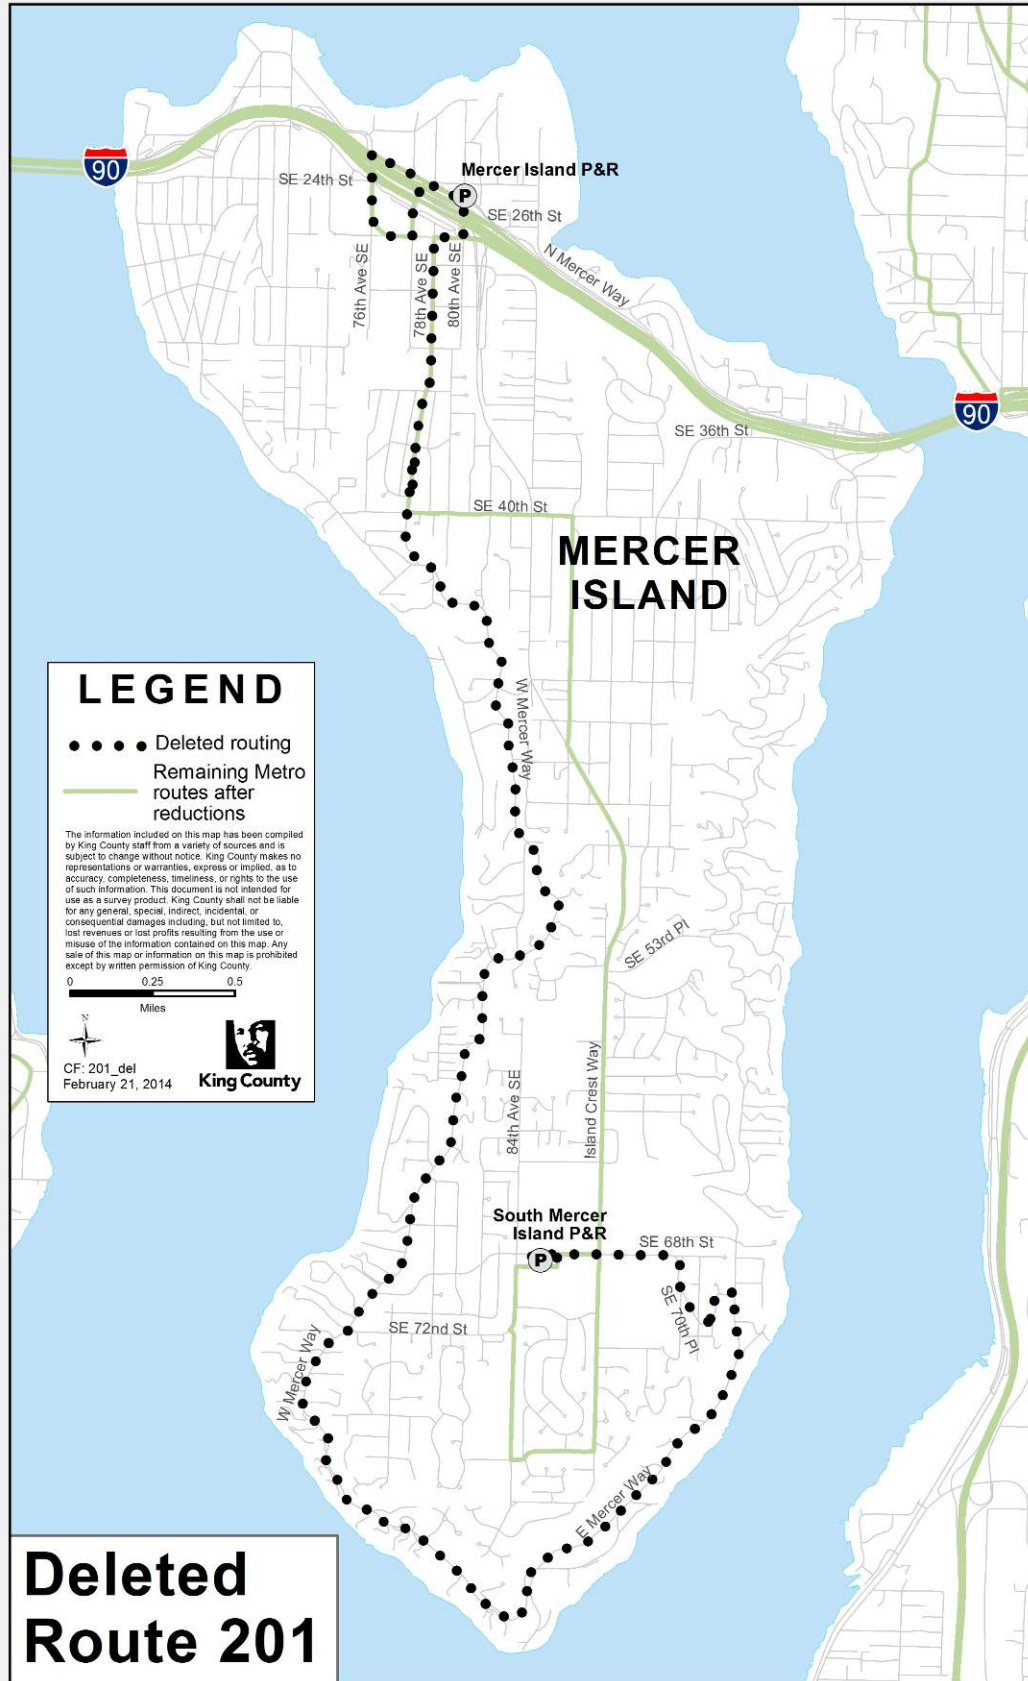 90
Mercer Island P&R
SE 24th St
SE 26th St
N Mercer Way
76th Ave SE
78th Ave SE
80th Ave SE
90
SE 36th St
SE 40th St
MERCER
ISLAND
W Mercer Way
LEGEND
Deleted routing
Remaining Metro
routes after
reductions
The information included on this map has been compiled
by King County staff from a variety of sources and is
subject to change without notice. King County makes no
representations or warranties, express or implied, as to
accuracy, completeness, timeliness, or rights to the use
of such information. This document is not intended for
use as a survey product. King County shall not be liable
for any general, special, indirect, incidental, or
consequential damages including, but not limited to,
lost revenues or lost profits resulting from the use or
misuse of the information contained on this map. Any
sale of this map or information on this map is prohibited
except by written permission of King County.
0 0.25 0.5
Miles
N
CF: 201_del
February 21, 2014
King County
SE 53rd Pl
84th Ave SE
Island Crest Way
South Mercer
Island P&R
P
P
SE 68th St
SE 70th Pl
SE 72nd St
W Mercer Way
E Mercer Way
Deleted
Route 201